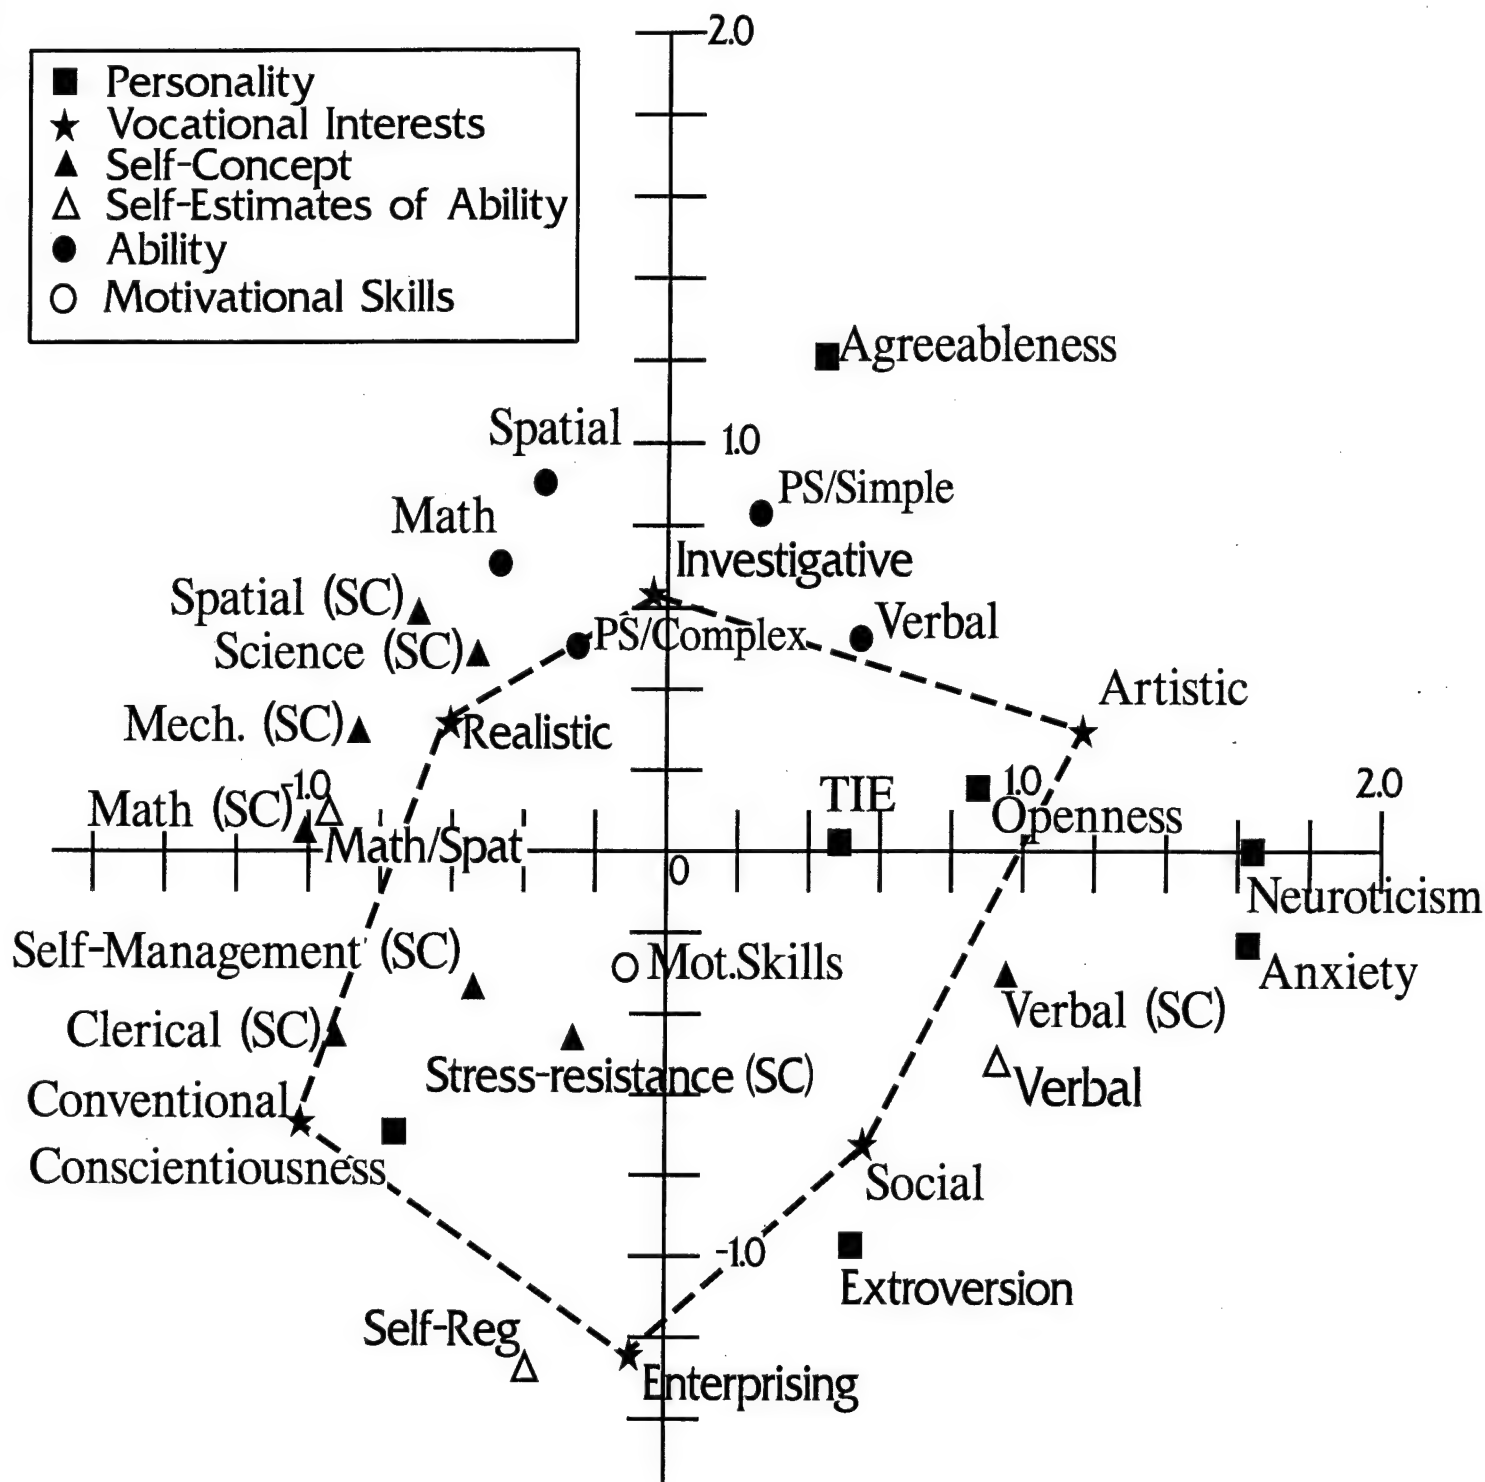 2.0
Personality
Vocational Interests
Self-Concept
Self-Estimates of Ability
Ability
Motivational Skills
Agreeableness
Spatial
1.0
PS/Simple
Math
Investigative
Spatial (SC)
PS/Complex
Verbal
Science (SC)
Artistic
Mech. (SC)
Realistic
-1.0
TIE
1.0
2.0
Math (SC)
Openness
Math/Spat
0
Neuroticism
Self-Management (SC)
Mot.Skills
Anxiety
Verbal (SC)
Clerical (SC)
Stress-resistance (SC)
Verbal
Conventional
Conscientiousness
Social
-1.0
Extroversion
Self-Reg
Enterprising